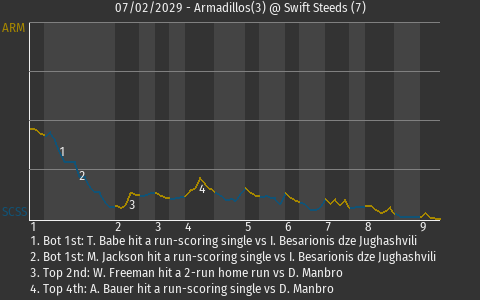 07/02/2029 - Armadillos(3) @ Swift Steeds (7)
ARM
1
2
3
4
SCSS
1 2 3 4 5 6 7 8 9
1. Bot 1st: T. Babe hit a run-scoring single vs I. Besarionis dze Jughashvili
2. Bot 1st: M. Jackson hit a run-scoring single vs I. Besarionis dze Jughashvili
3. Top 2nd: W. Freeman hit a 2-run home run vs D. Manbro
4. Top 4th: A. Bauer hit a run-scoring single vs D. Manbro